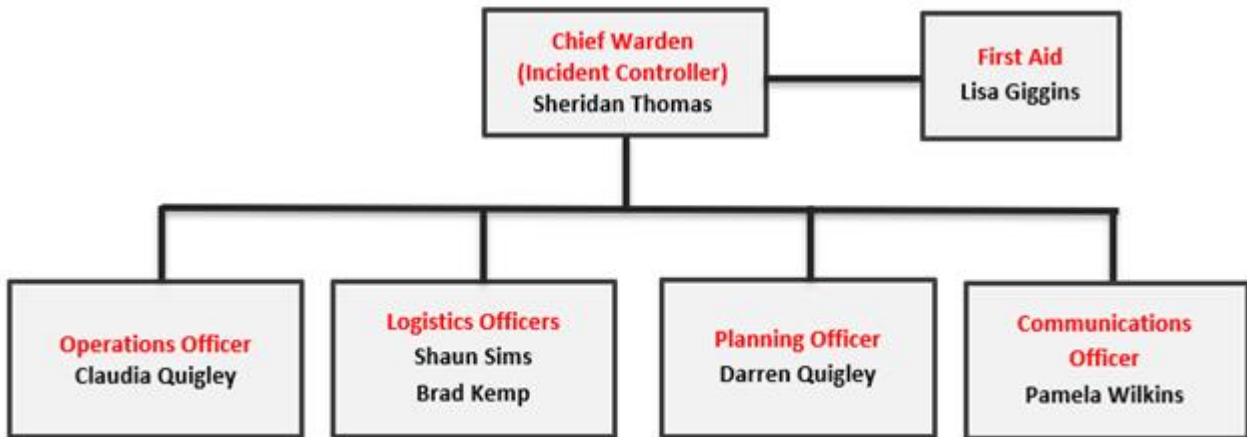 Chief Warden
(Incident Controller)
Sheridan Thomas
First Aid
Lisa Giggins
Operations Officer
Claudia Quigley
Logistics Officers
Shaun Sims
Brad Kemp
Planning Officer
Darren Quigley
Communications
Officer
Pamela Wilkins